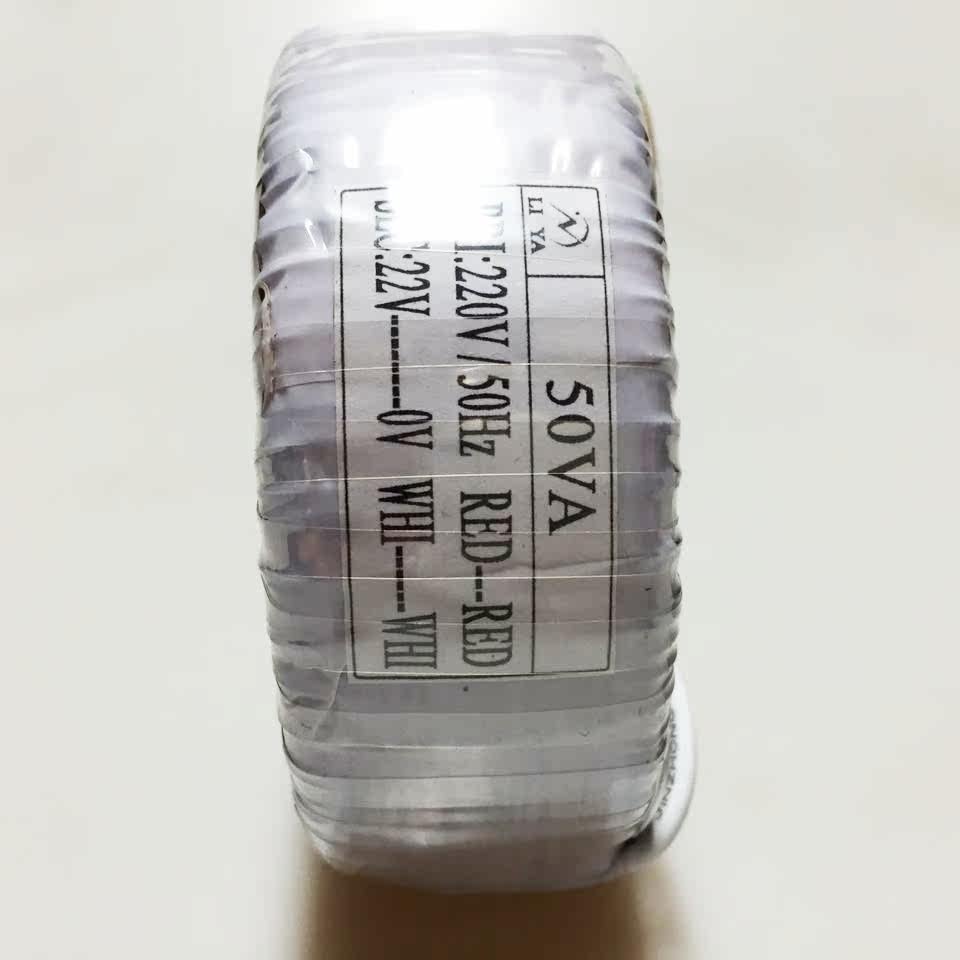 LI YA
50VA
PRI:220V/50Hz RED---RED
SEC:22V---------0V WHI-----WHI